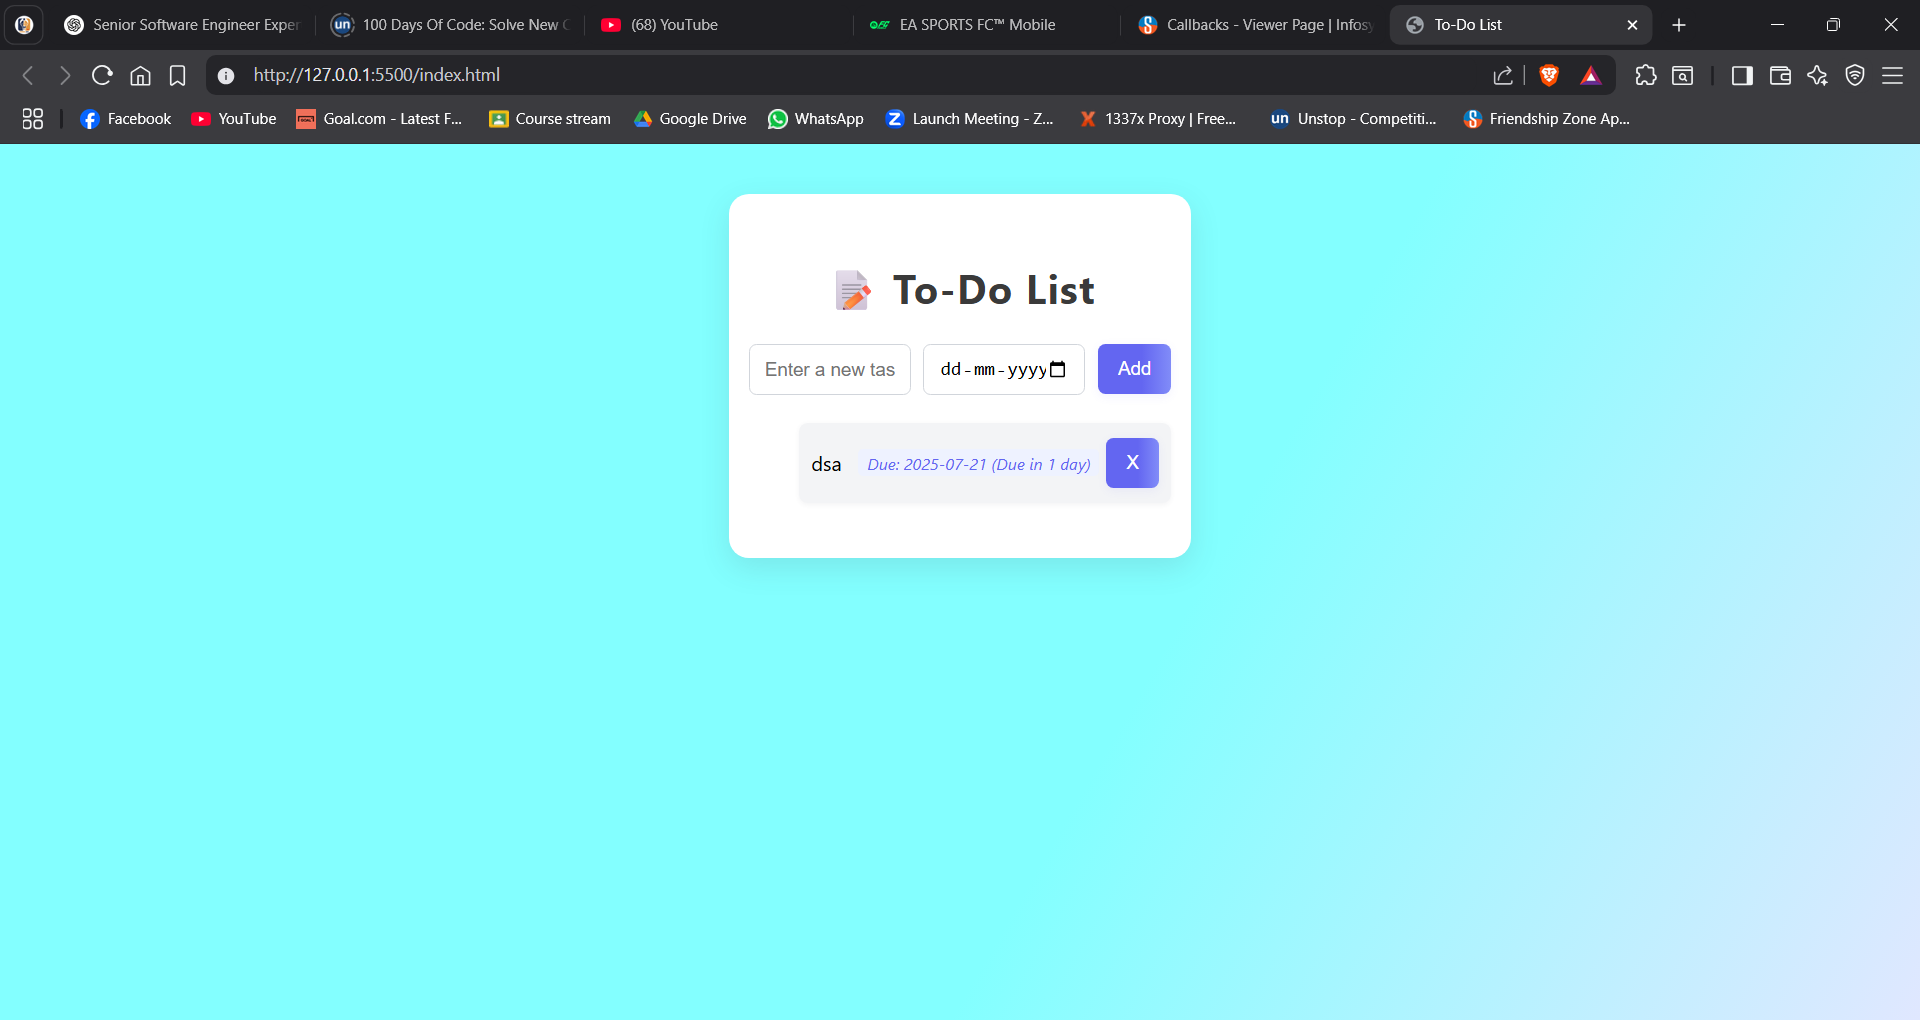 Senior Software Engineer Exper
100 Days Of Code: Solve New C
(68) YouTube
EA SPORTS FC™ Mobile
Callbacks - Viewer Page | Infosy
To-Do List
http://127.0.0.1:5500/index.html
Facebook
YouTube
Goal.com - Latest F...
Course stream
Google Drive
WhatsApp
Launch Meeting - Z...
1337x Proxy | Free...
un
Unstop - Competiti...
Friendship Zone Ap...
To-Do List
Enter a new tas
dd-mm-yyyy
Add
dsa
Due: 2025-07-21 (Due in 1 day)
X